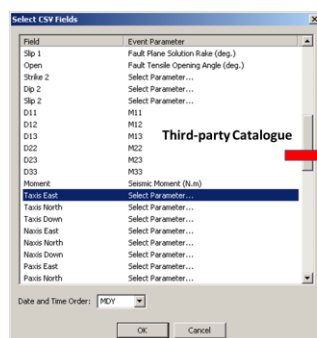 Select CSV Fields
Field Event Parameter
Slip 1 Fault Plane Solution Rake (deg.)
Open Fault Tensile Opening Angle (deg.)
Strike 2 Select Parameter...
Dip 2 Select Parameter...
Slip 2 Select Parameter...
D11 M11
D12 M12
D13 M13
D22 M22
D23 M23
D33 M33
Third-party Catalogue
Moment Seismic Moment (N.m)
Taxis East Select Parameter...
Taxis North Select Parameter...
Taxis Down Select Parameter...
Naxis East Select Parameter...
Naxis North Select Parameter...
Naxis Down Select Parameter...
Paxis East Select Parameter...
Paxis North Select Parameter...
Date and Time Order: MDY
OK Cancel